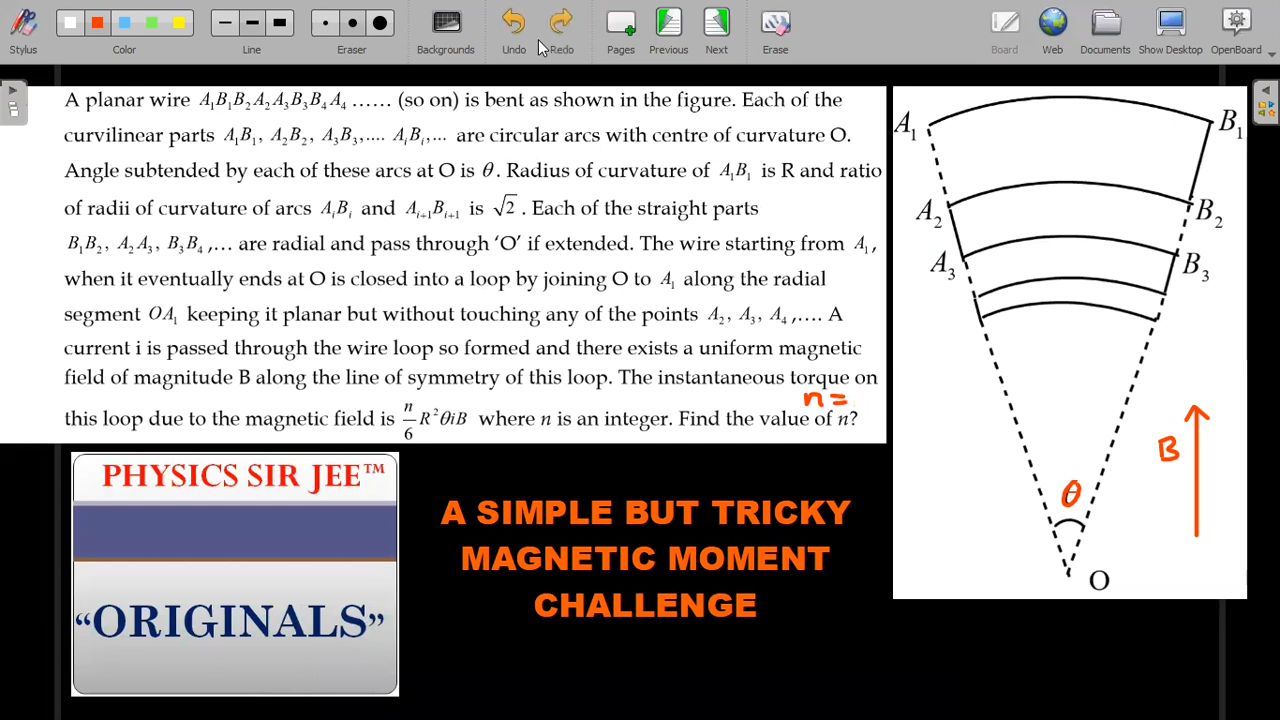 Stylus Color Line Eraser Backgrounds Undo Redo Pages Previous Next Erase Board Web Documents Show Desktop OpenBoard
A planar wire A₁B₁B₂A₂A₃B₃B₄A₄ ...... (so on) is bent as shown in the figure. Each of the
curvilinear parts A₁B₁, A₂B₂, A₃B₃,.... AᵢBᵢ,... are circular arcs with centre of curvature O.
Angle subtended by each of these arcs at O is θ. Radius of curvature of A₁B₁ is R and ratio
of radii of curvature of arcs AᵢBᵢ and Aᵢ₊₁Bᵢ₊₁ is √2. Each of the straight parts
B₁B₂, A₂A₃, B₃B₄,... are radial and pass through 'O' if extended. The wire starting from A₁,
when it eventually ends at O is closed into a loop by joining O to A₁ along the radial
segment OA₁ keeping it planar but without touching any of the points A₂, A₃, A₄,.... A
current i is passed through the wire loop so formed and there exists a uniform magnetic
field of magnitude B along the line of symmetry of this loop. The instantaneous torque on
n =
this loop due to the magnetic field is n/6 R²θiB where n is an integer. Find the value of n?
A₁
B₁
A₂
B₂
A₃
B₃
B
θ
O
PHYSICS SIR JEE™
"ORIGINALS"
A SIMPLE BUT TRICKY
MAGNETIC MOMENT
CHALLENGE